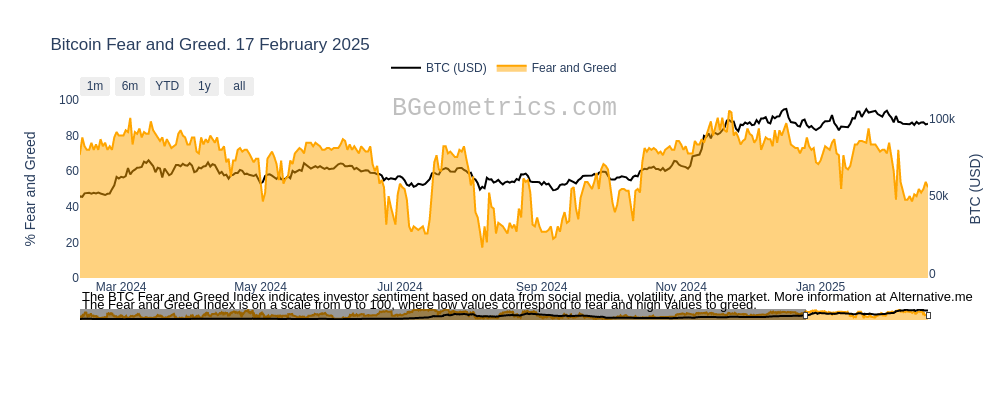 Bitcoin Fear and Greed. 17 February 2025
BTC (USD) Fear and Greed
1m 6m YTD 1y all
BGeometrics.com
% Fear and Greed
100
80
60
40
20
0
100k
50k
0
BTC (USD)
Mar 2024 May 2024 Jul 2024 Sep 2024 Nov 2024 Jan 2025
The BTC Fear and Greed Index indicates investor sentiment based on data from social media, volatility, and the market. More information at Alternative.me
The Fear and Greed Index is on a scale from 0 to 100, where low values correspond to fear and high values to greed.